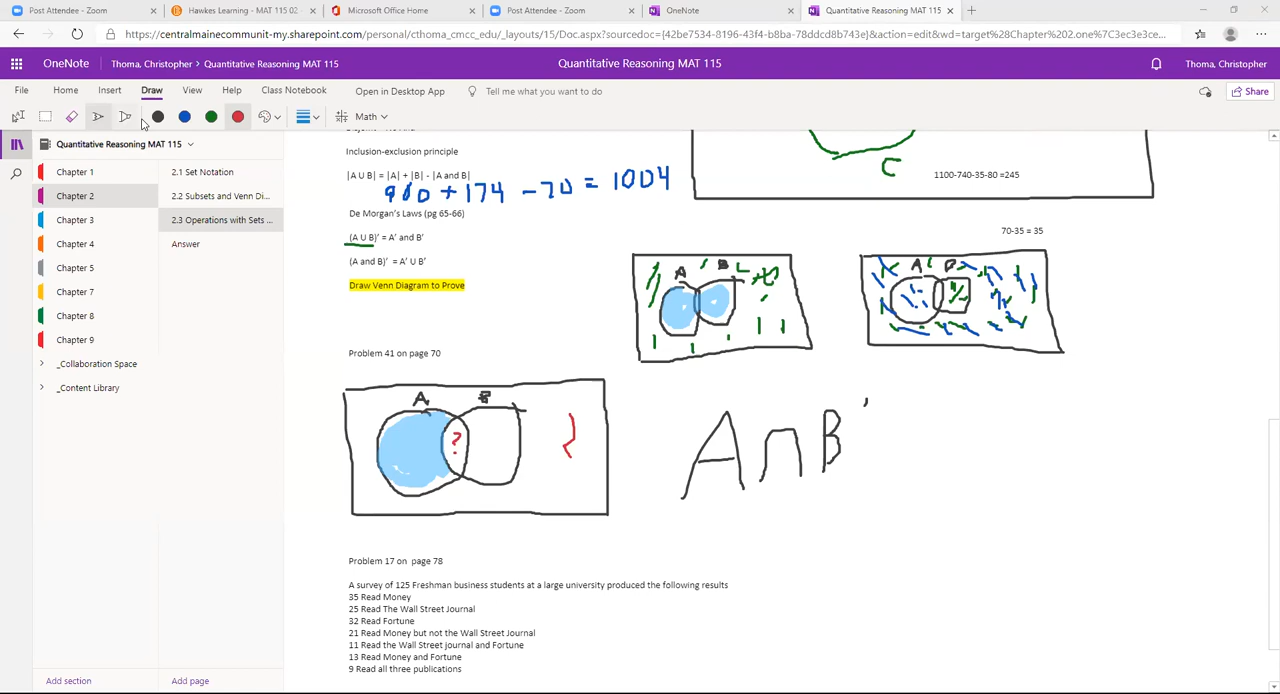 Post Attendee - Zoom
Hawkes Learning - MAT 115 02
Microsoft Office Home
Post Attendee - Zoom
OneNote
Quantitative Reasoning MAT 115
https://centralmainecommunit-my.sharepoint.com/personal/cthoma_cmcc_edu/_layouts/15/Doc.aspx?sourcedoc={42be7534-8196-43f4-b8ba-78ddcd8b743e}&action=edit&wd=target%28Chapter%202.one%7C3ec3e3ce...
OneNote
Thoma, Christopher > Quantitative Reasoning MAT 115
Quantitative Reasoning MAT 115
Thoma, Christopher
File Home Insert Draw View Help Class Notebook Open in Desktop App Tell me what you want to do Share
Math
Quantitative Reasoning MAT 115
Chapter 1
Chapter 2
Chapter 3
Chapter 4
Chapter 5
Chapter 7
Chapter 8
Chapter 9
_Collaboration Space
_Content Library
Add section
2.1 Set Notation
2.2 Subsets and Venn Di...
2.3 Operations with Sets ...
Answer
Add page
Inclusion-exclusion principle
|A U B| = |A| + |B| - |A and B|
+ 174 - 70 = 1004
C
1100-740-35-80 =245
De Morgan's Laws (pg 65-66)
(A U B)' = A' and B'
(A and B)' = A' U B'
Draw Venn Diagram to Prove
70-35 = 35
A B
A B
Problem 41 on page 70
A B
?
A ∩ B '
Problem 17 on page 78
A survey of 125 Freshman business students at a large university produced the following results
35 Read Money
25 Read The Wall Street Journal
32 Read Fortune
21 Read Money but not the Wall Street Journal
11 Read the Wall Street journal and Fortune
13 Read Money and Fortune
9 Read all three publications